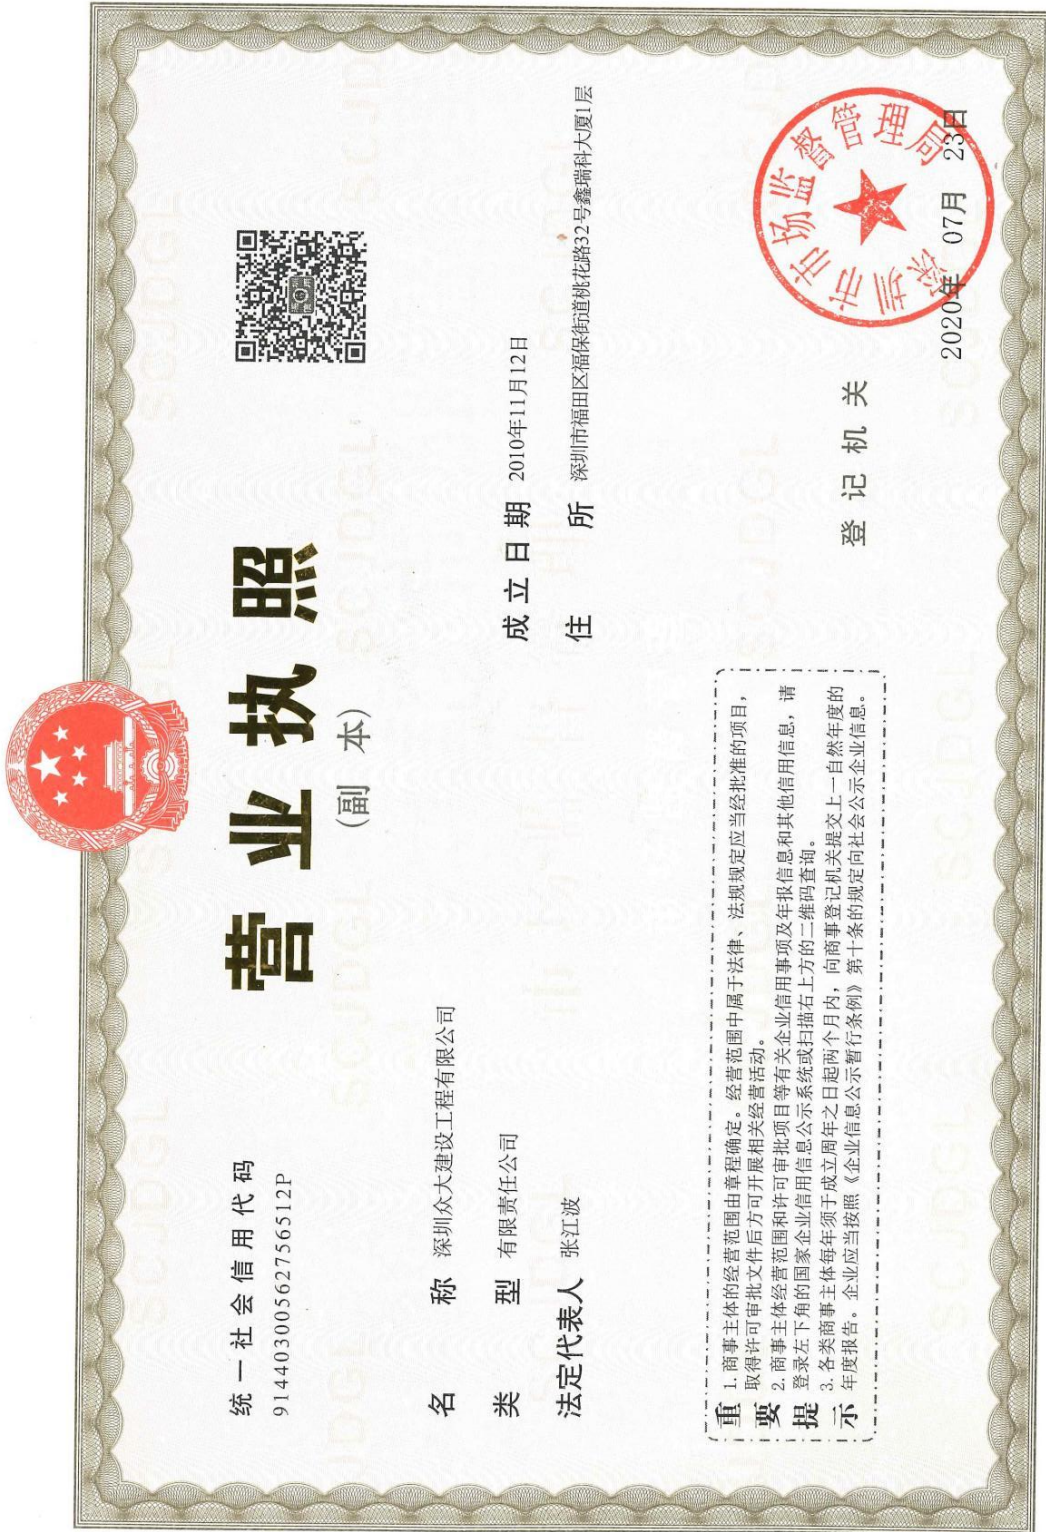 营业执照
(副本)
统一社会信用代码
91440300562756512P
名称 深圳众大建设工程有限公司
类型 有限责任公司
法定代表人 张江波
成立日期 2010年11月12日
住所 深圳市福田区福保街道桃花路32号鑫瑞科大厦1层
重要提示
1. 商事主体的经营范围由章程确定。经营范围中属于法律、法规规定应当经批准的项目，
取得许可审批文件后方可开展相关经营活动。
2. 商事主体经营范围和许可审批项目等有关企业信用事项及年报信息和其他信用信息，请
登录左下角的国家企业信用信息公示系统或扫描右上方的二维码查询。
3. 各类商事主体每年须于成立周年之日起两个月内，向商事登记机关提交上一自然年度的
年度报告。企业应当按照《企业信息公示暂行条例》第十条的规定向社会公示企业信息。
登记机关
深圳市市场监督管理局
2020年 07月 23日